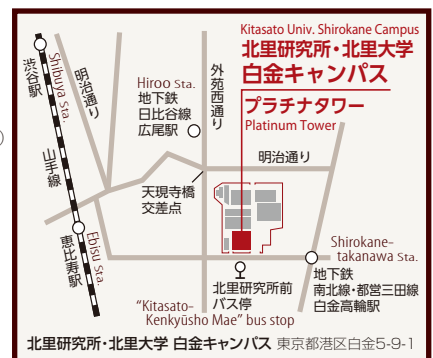 Kitasato Univ. Shirokane Campus
北里研究所・北里大学
白金キャンパス
プラチナタワー
Platinum Tower
渋谷駅
Shibuya Sta.
明治通り
Hiroo Sta.
地下鉄
日比谷線
広尾駅
外苑西通り
明治通り
山手線
天現寺橋
交差点
恵比寿駅
Ebisu Sta.
Shirokane-
takanawa Sta.
地下鉄
南北線・都営三田線
白金高輪駅
北里研究所前
バス停
"Kitasato-
Kenkyūsho Mae" bus stop
北里研究所・北里大学 白金キャンパス 東京都港区白金5-9-1